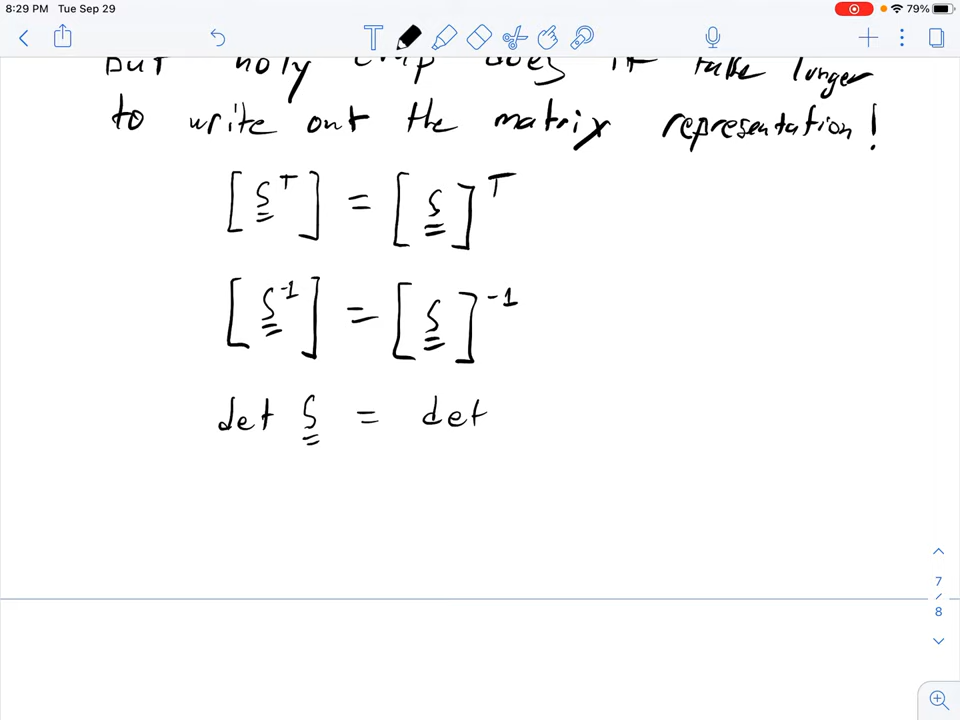 8:29 PM Tue Sep 29 79%
T
But holy crap does it take longer
to write out the matrix representation!
[S^T] = [S]^T
[S^-1] = [S]^-1
det S = det
7
/
8